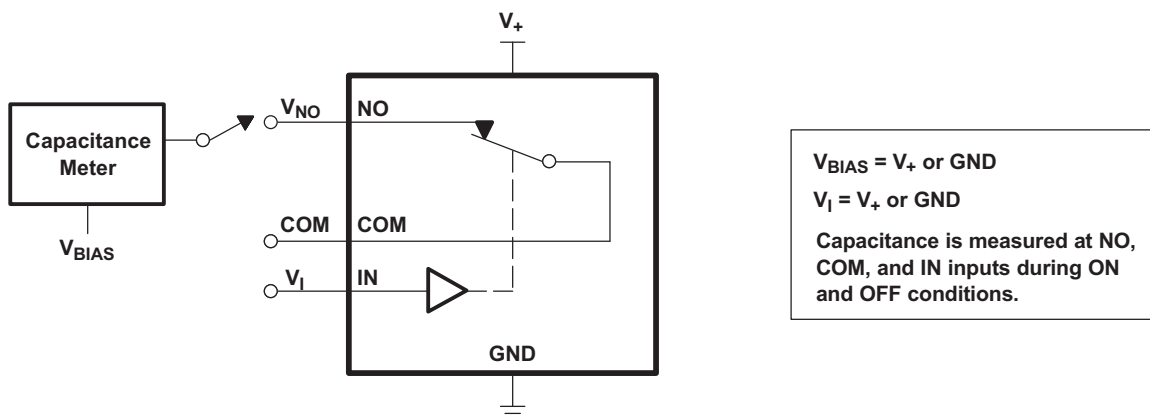 V+
VNO NO
Capacitance
Meter
VBIAS
COM COM
VI IN
GND
VBIAS = V+ or GND
VI = V+ or GND
Capacitance is measured at NO,
COM, and IN inputs during ON
and OFF conditions.